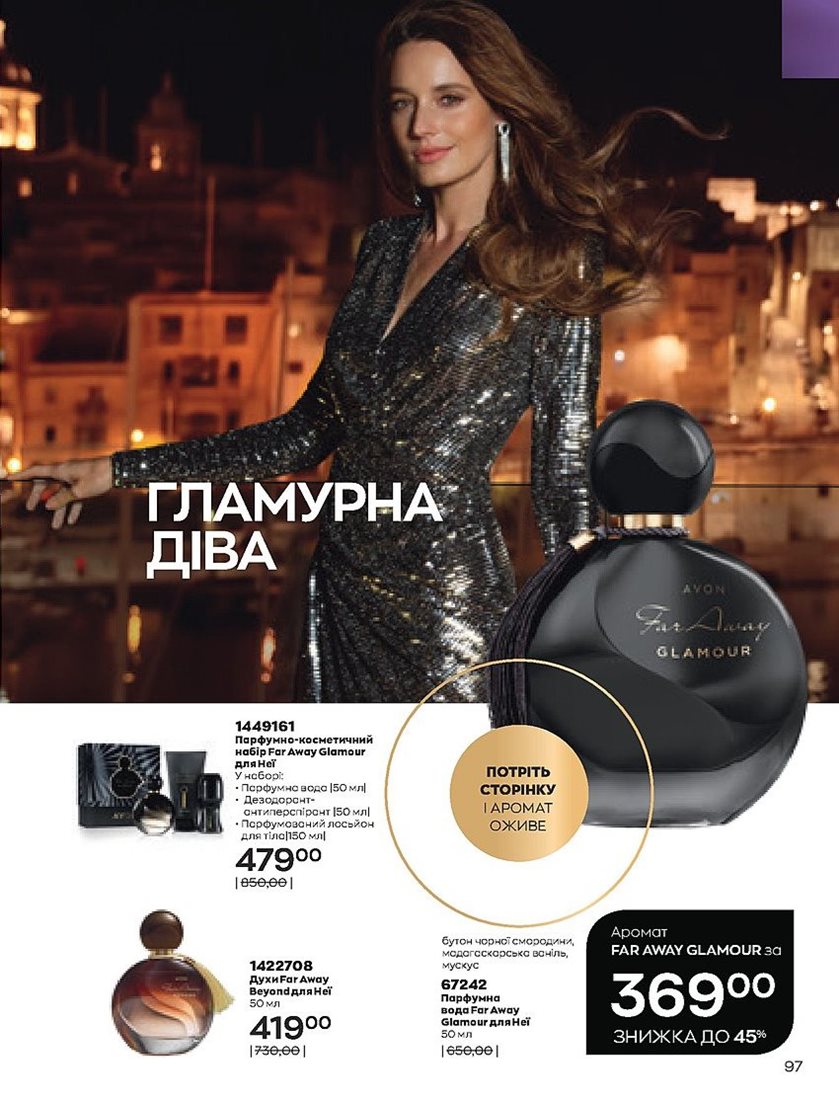 ГЛАМУРНА
ДІВА
AVON
Far Away
GLAMOUR
1449161
Парфумно-косметичний
набір Far Away Glamour
для Неї
У наборі:
• Парфумна вода |50 мл|
• Дезодорант-
антиперспірант |50 мл|
• Парфумований лосьйон
для тіла|150 мл|
479⁰⁰
|850,00|
ПОТРІТЬ
СТОРІНКУ
І АРОМАТ
ОЖИВЕ
1422708
Духи Far Away
Beyond для Неї
50 мл
419⁰⁰
|730,00|
бутон чорної смородини,
мадагаскарська ваніль,
мускус
67242
Парфумна
вода Far Away
Glamour для Неї
50 мл
|650,00|
Аромат
FAR AWAY GLAMOUR за
369⁰⁰
ЗНИЖКА ДО 45%
97